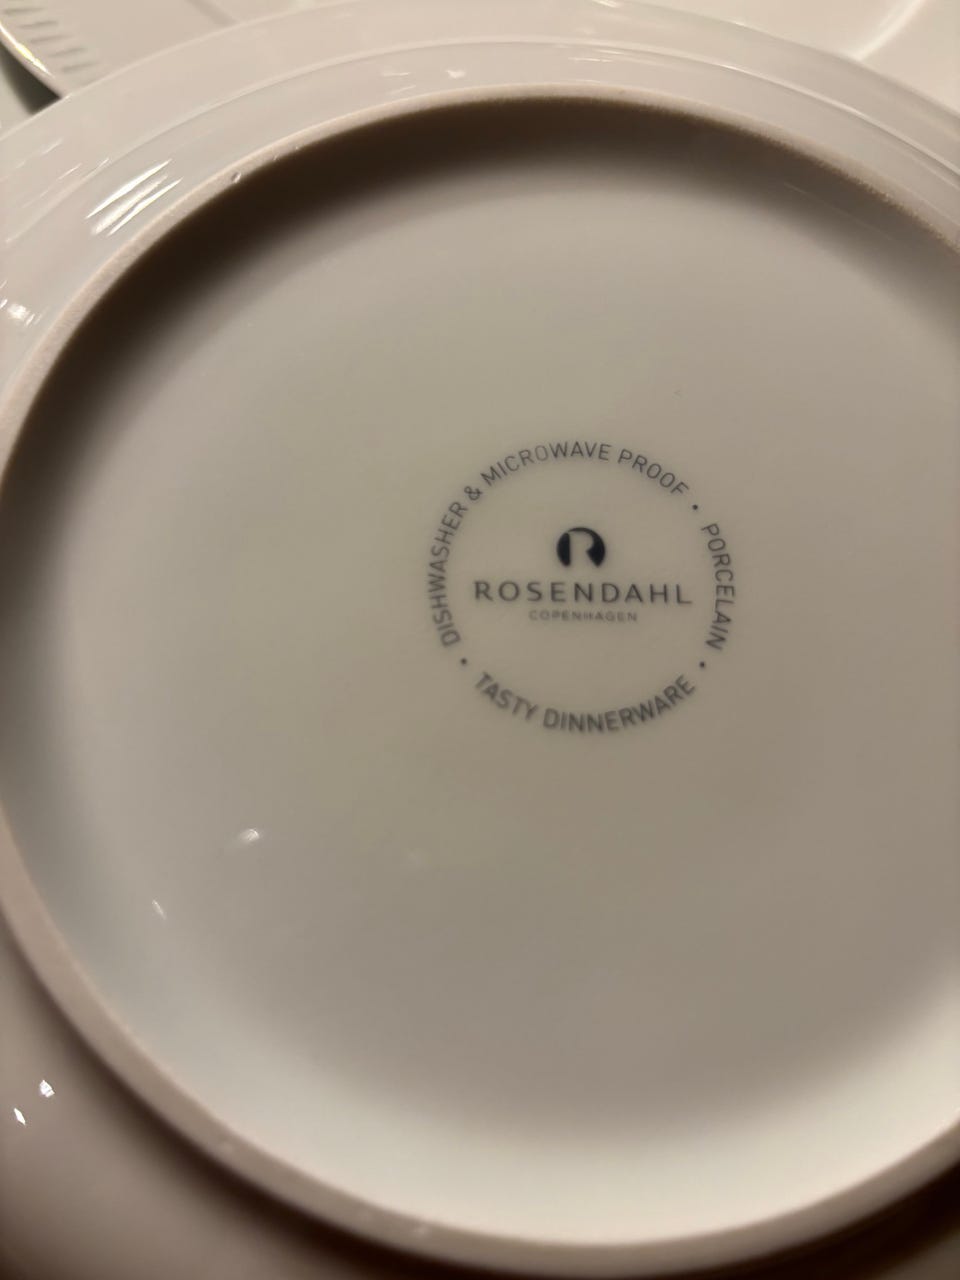 DISHWASHER & MICROWAVE PROOF • PORCELAIN •
R
ROSENDAHL
COPENHAGEN
TASTY DINNERWARE •